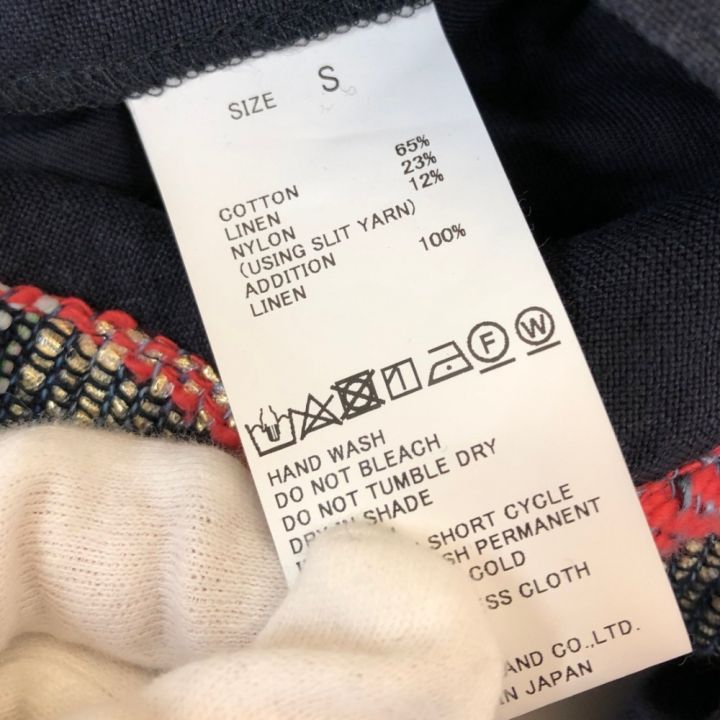 SIZE S
COTTON 65%
LINEN 23%
NYLON 12%
(USING SLIT YARN)
ADDITION
LINEN 100%
F W
HAND WASH
DO NOT BLEACH
DO NOT TUMBLE DRY
SHADE
SHORT CYCLE
PERMANENT
COLD
CLOTH
CO.,LTD.
JAPAN